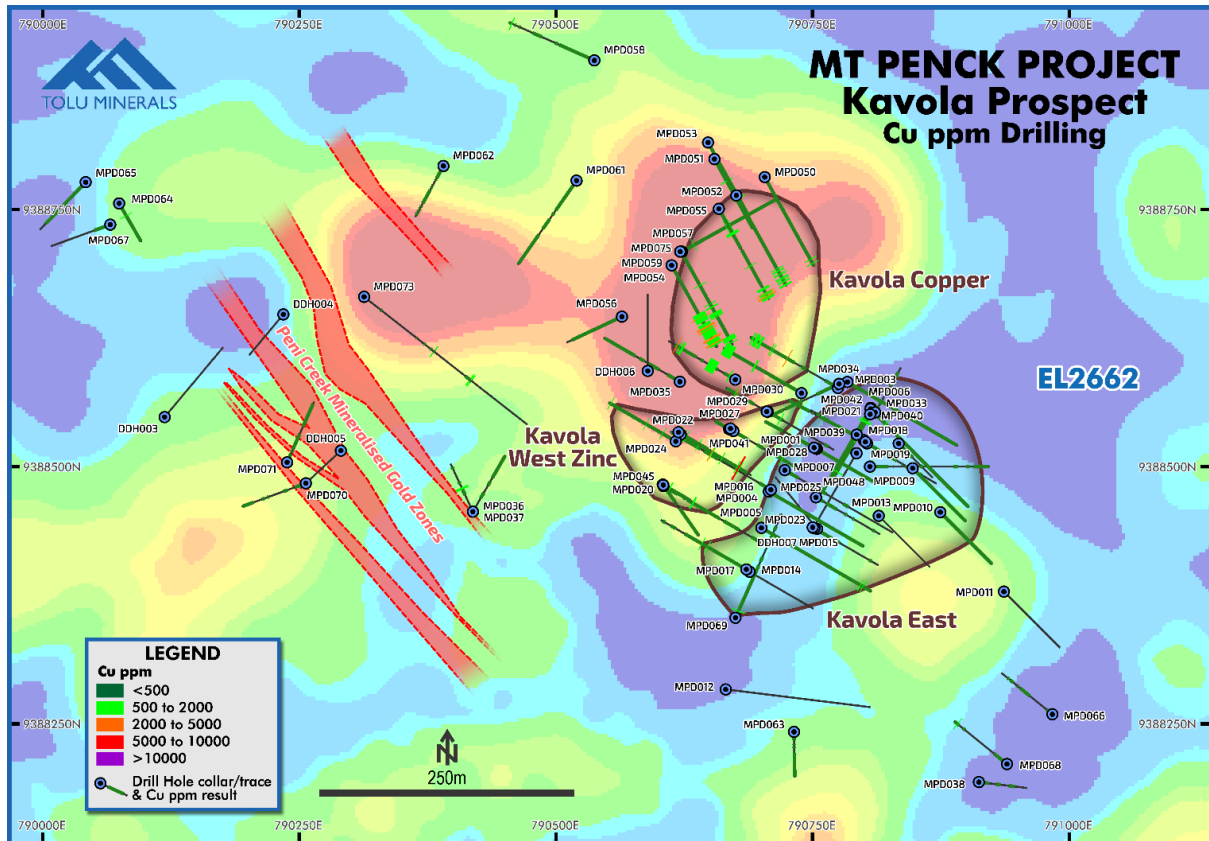 790000E
790250E
790500E
790750E
791000E
TOLU MINERALS
MT PENCK PROJECT
Kavola Prospect
Cu ppm Drilling
MPD058
MPD053
MPD051
MPD050
MPD052
MPD055
MPD062
MPD061
MPD065
MPD064
MPD067
9388750N
9388750N
MPD057
MPD075
MPD059
MPD054
Kavola Copper
MPD073
DDH004
MPD056
Peni Creek Mineralised Gold Zones
DDH006
MPD035
MPD030
MPD034
MPD003
MPD006
MPD033
MPD040
MPD042
MPD021
EL2662
DDH003
MPD029
MPD027
MPD022
MPD024
MPD041
MPD039
MPD018
MPD001
MPD028
MPD019
MPD007
MPD009
Kavola
West Zinc
DDH005
MPD071
MPD070
9388500N
9388500N
MPD045
MPD020
MPD016
MPD004
MPD025
MPD048
MPD005
MPD013
MPD010
MPD036
MPD037
MPD023
DDH007
MPD015
MPD017
MPD014
MPD011
MPD069
Kavola East
MPD012
MPD063
MPD066
MPD068
MPD038
9388250N
9388250N
LEGEND
Cu ppm
<500
500 to 2000
2000 to 5000
5000 to 10000
>10000
Drill Hole collar/trace
& Cu ppm result
N
250m
790000E
790250E
790500E
790750E
791000E